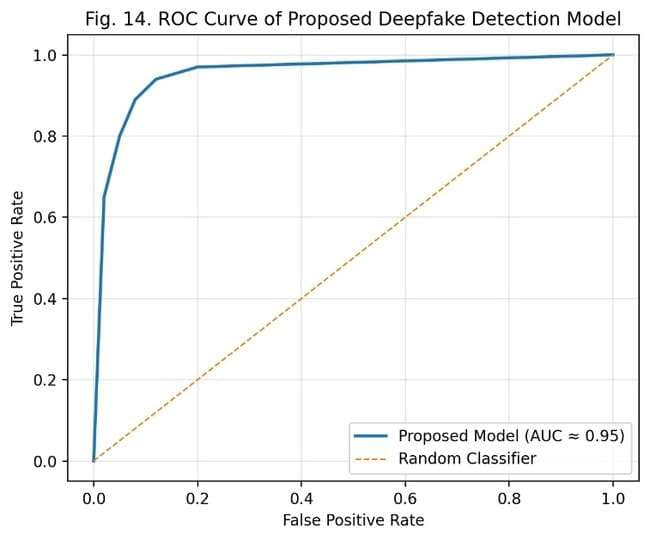 Fig. 14. ROC Curve of Proposed Deepfake Detection Model
1.0
0.8
0.6
0.4
0.2
0.0
True Positive Rate
Proposed Model (AUC ≈ 0.95)
Random Classifier
0.0 0.2 0.4 0.6 0.8 1.0
False Positive Rate